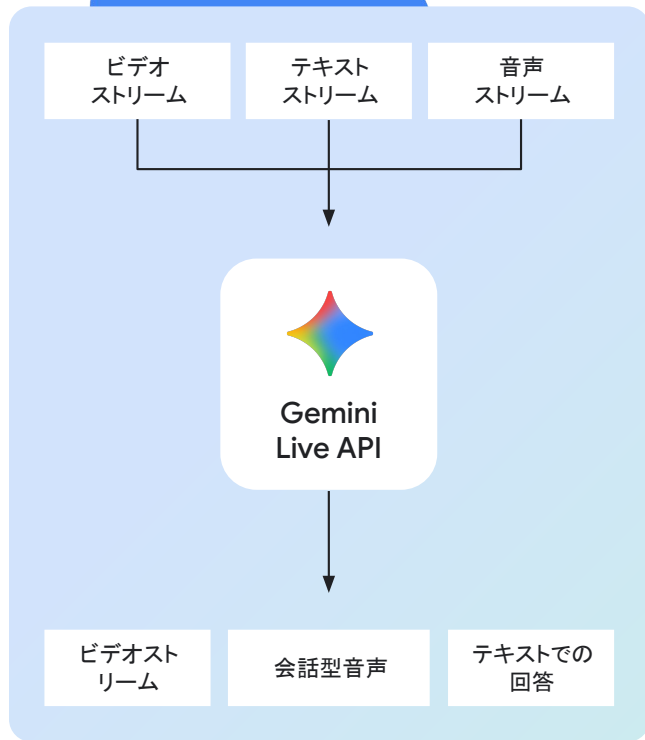 ビデオ
ストリーム
テキスト
ストリーム
音声
ストリーム
Gemini
Live API
ビデオスト
リーム
会話型音声
テキストでの
回答